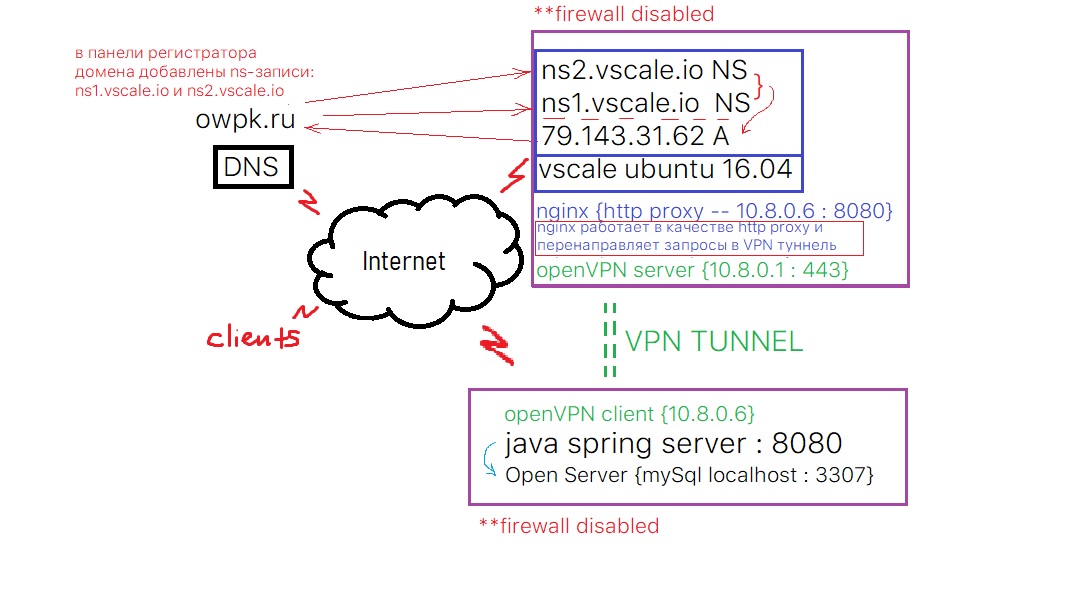 **firewall disabled
в панели регистратора
домена добавлены ns-записи:
ns1.vscale.io и ns2.vscale.io
owpk.ru
DNS
ns2.vscale.io NS
ns1.vscale.io NS
79.143.31.62 A
vscale ubuntu 16.04
nginx {http proxy -- 10.8.0.6 : 8080}
nginx работает в качестве http proxy и
перенаправляет запросы в VPN туннель
openVPN server {10.8.0.1 : 443}
Internet
clients
VPN TUNNEL
openVPN client {10.8.0.6}
java spring server : 8080
Open Server {mySql localhost : 3307}
**firewall disabled